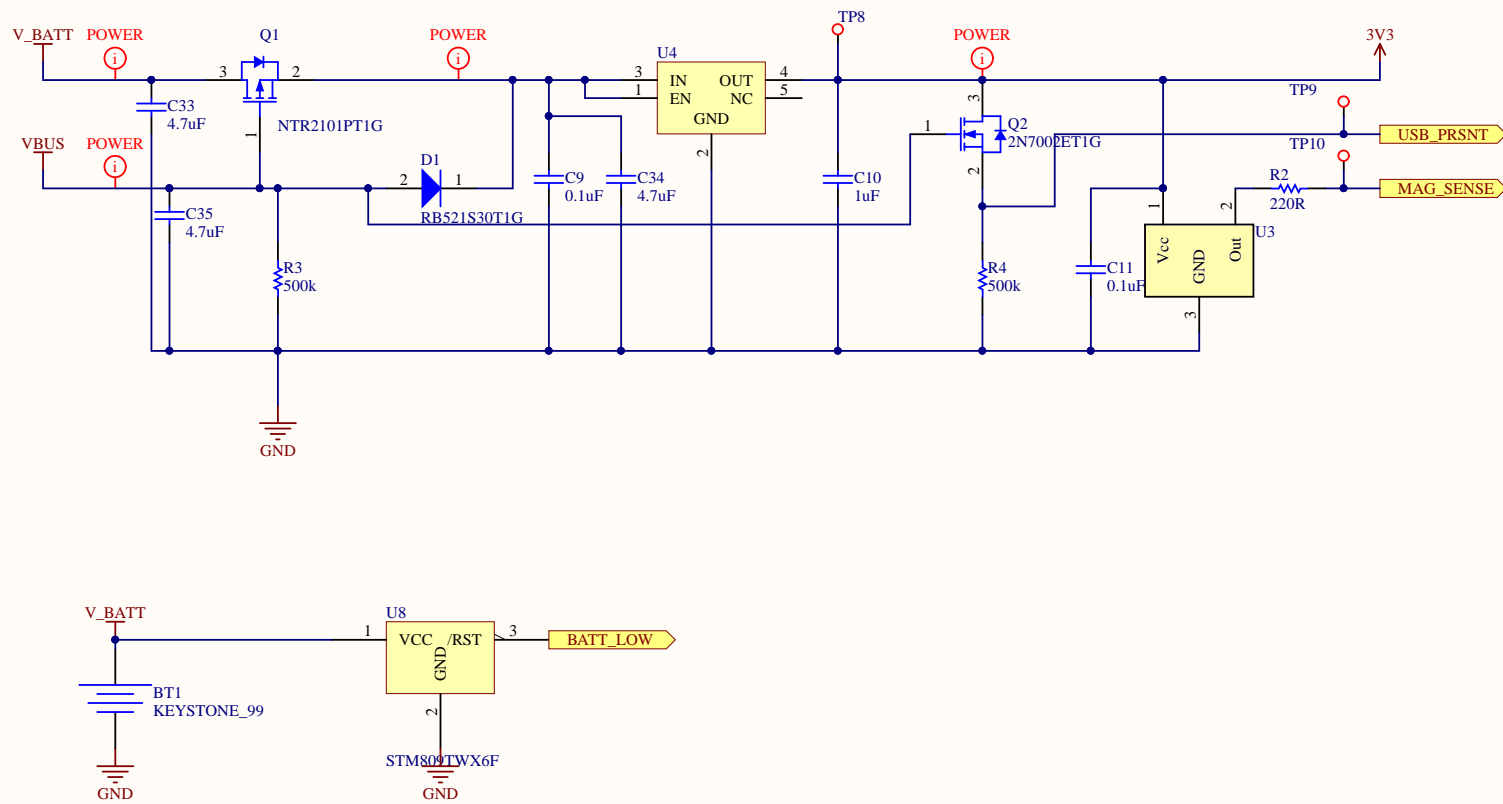 TP8
V_BATT
POWER
Q1
POWER
POWER
3V3
i
i
i
U4
3
2
3
1
IN
EN
OUT
NC
GND
4
5
2
TP9
C33
4.7uF
NTR2101PT1G
1
3
1
2
Q2
2N7002ET1G
USB_PRSNT
VBUS
POWER
i
D1
2
1
RB521S30T1G
C9
0.1uF
C34
4.7uF
C10
1uF
TP10
R2
220R
MAG_SENSE
C35
4.7uF
1
2
U3
Vcc
GND
Out
3
R3
500k
R4
500k
C11
0.1uF
GND
V_BATT
U8
1
VCC
/RST
GND
3
BATT_LOW
2
BT1
KEYSTONE_99
STM809TWX6F
GND
GND